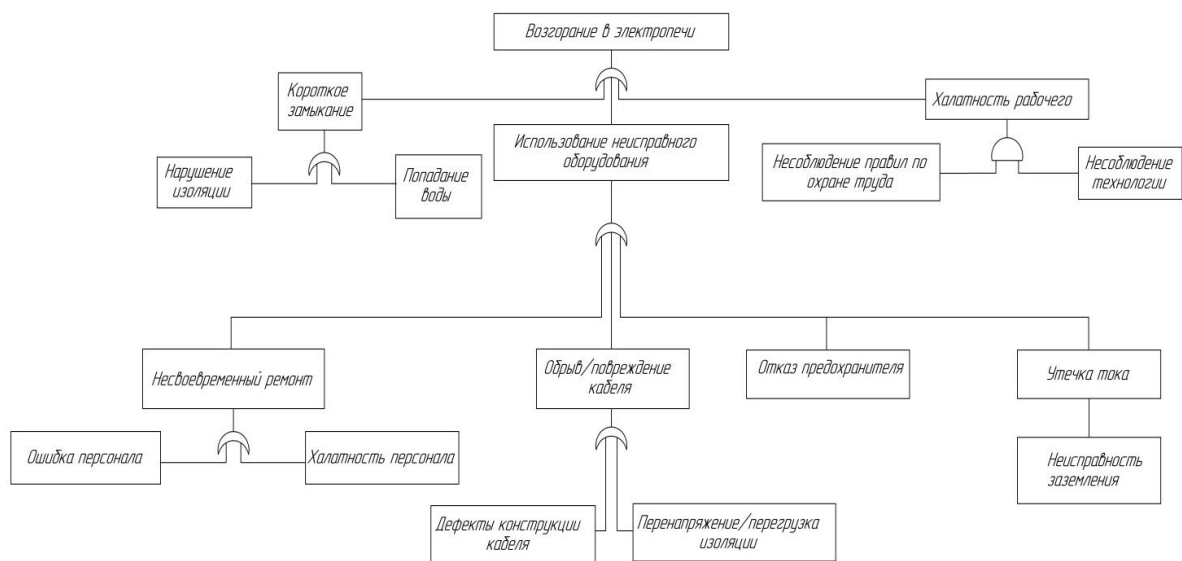 Возгорание в электропечи
Короткое
замыкание
Халатность рабочего
Использование неисправного
оборудования
Нарушение
изоляции
Попадание
воды
Несоблюдение правил по
охране труда
Несоблюдение
технологии
Несвоевременный ремонт
Обрыв/повреждение
кабеля
Отказ предохранителя
Утечка тока
Ошибка персонала
Халатность персонала
Неисправность
заземления
Дефекты конструкции
кабеля
Перенапряжение/перегрузка
изоляции